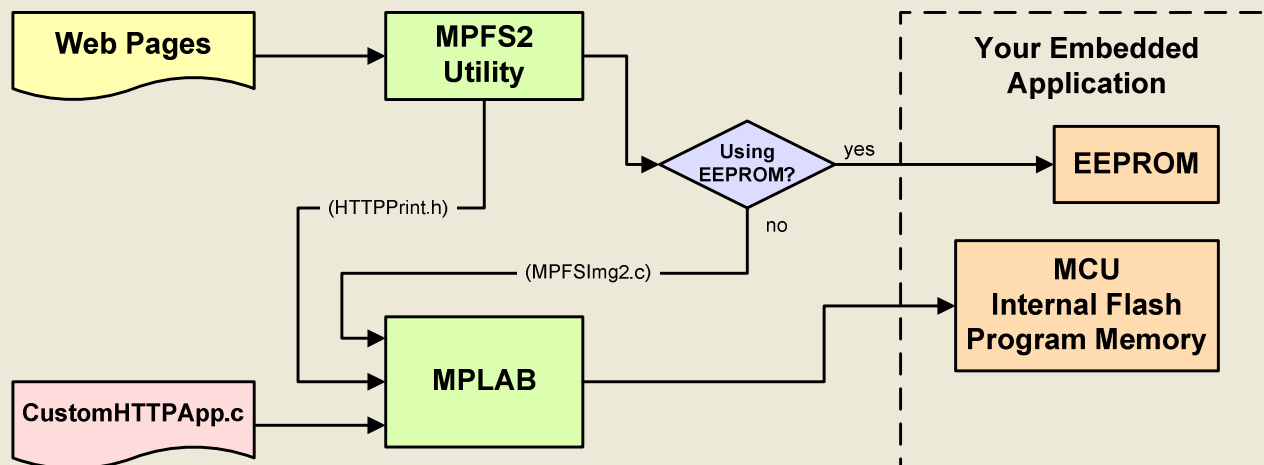 Web Pages
MPFS2
Utility
Your Embedded
Application
Using
EEPROM?
yes
EEPROM
(HTTPPrint.h)
no
(MPFSImg2.c)
MCU
Internal Flash
Program Memory
MPLAB
CustomHTTPApp.c